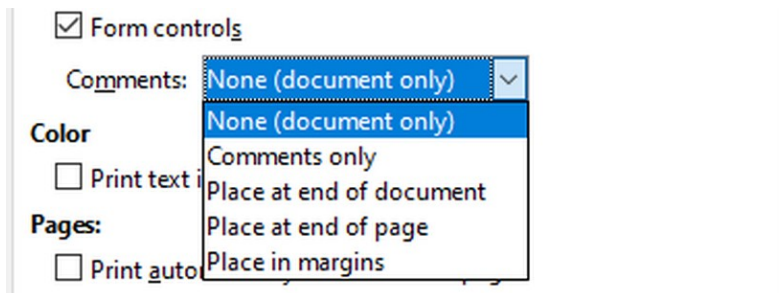 Form controls
Comments: None (document only)
None (document only)
Color
Comments only
Print text
Place at end of document
Pages:
Place at end of page
Print
Place in margins